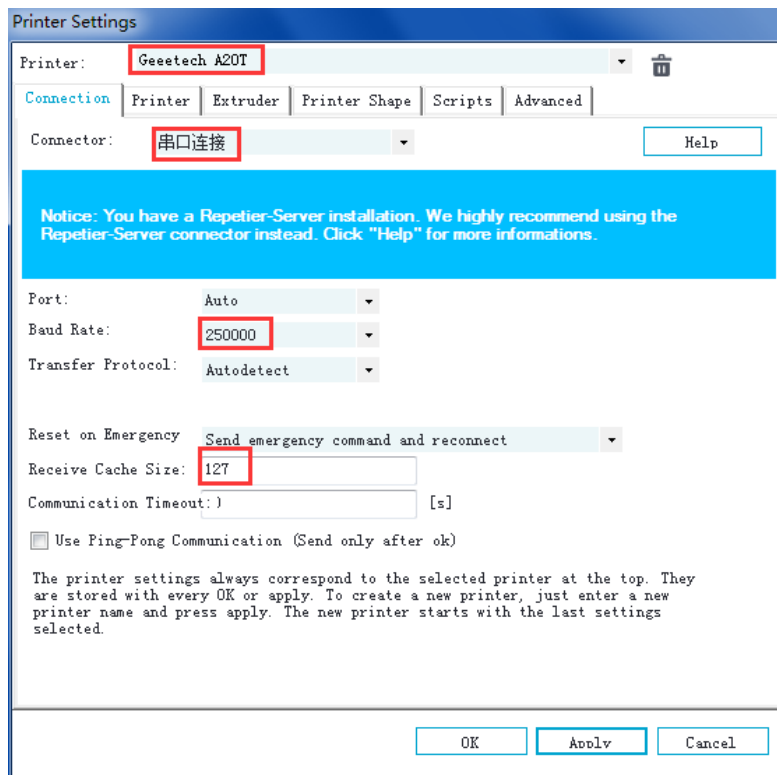 Printer Settings
Printer: Geeetech A20T
Connection Printer Extruder Printer Shape Scripts Advanced
Connector: 串口连接 Help
Notice: You have a Repetier-Server installation. We highly recommend using the
Repetier-Server connector instead. Click "Help" for more informations.
Port: Auto
Baud Rate: 250000
Transfer Protocol: Autodetect
Reset on Emergency Send emergency command and reconnect
Receive Cache Size: 127
Communication Timeout:) [s]
Use Ping-Pong Communication (Send only after ok)
The printer settings always correspond to the selected printer at the top. They
are stored with every OK or apply. To create a new printer, just enter a new
printer name and press apply. The new printer starts with the last settings
selected.
OK Apply Cancel